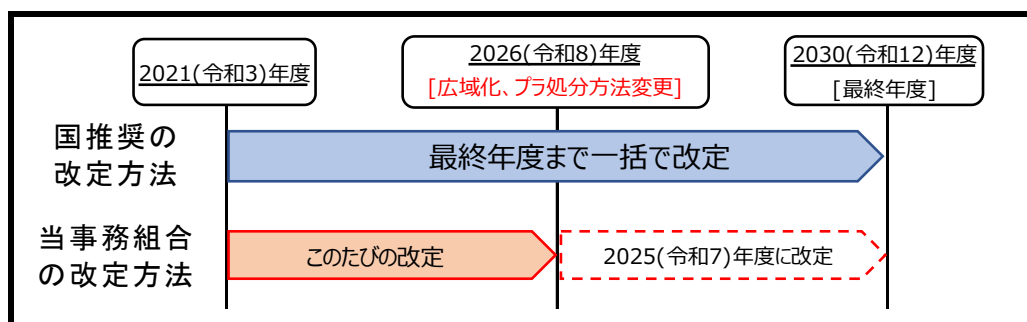 2021(令和3)年度
2026(令和8)年度
[広域化、プラ処分方法変更]
2030(令和12)年度
[最終年度]
国推奨の
改定方法
最終年度まで一括で改定
当事務組合
の改定方法
このたびの改定
2025(令和7)年度に改定